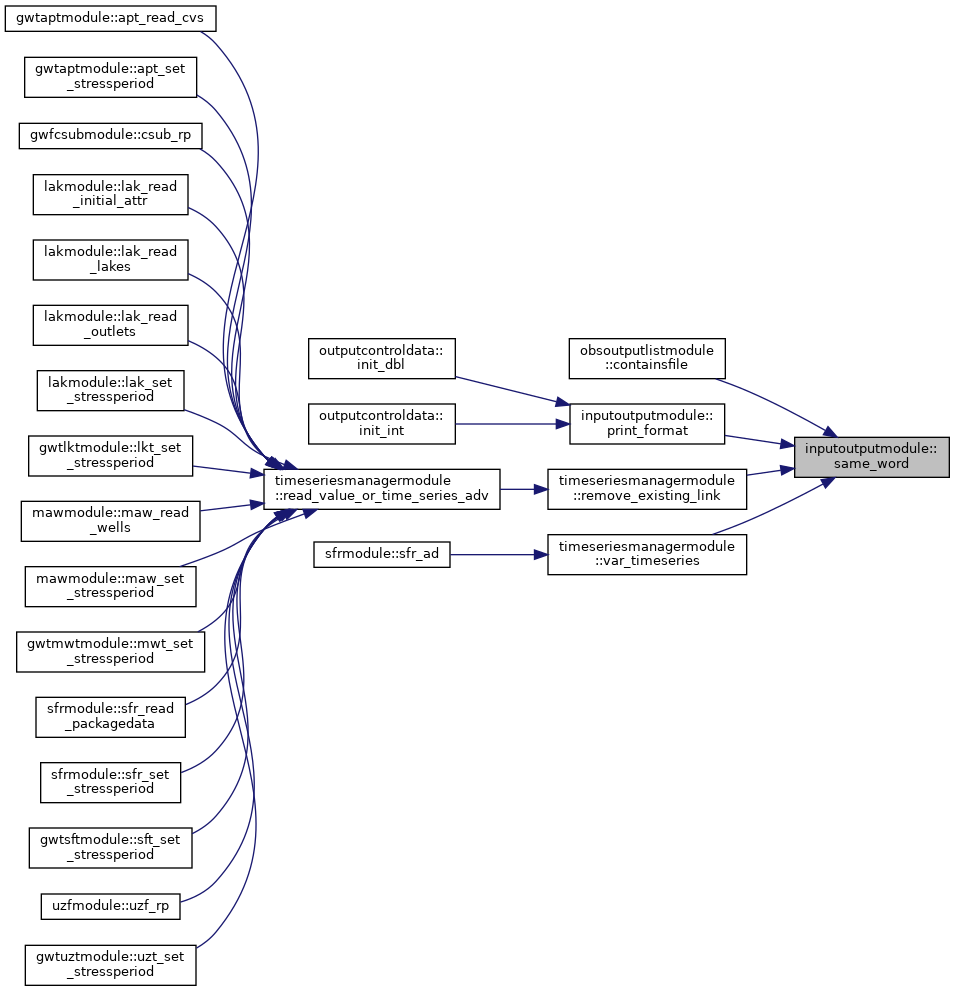 gwtaptmodule::apt_read_cvs
gwtaptmodule::apt_set
_stressperiod
gwfcsubmodule::csub_rp
lakmodule::lak_read
_initial_attr
lakmodule::lak_read
_lakes
lakmodule::lak_read
_outlets
lakmodule::lak_set
_stressperiod
gwtlktmodule::lkt_set
_stressperiod
mawmodule::maw_read
_wells
mawmodule::maw_set
_stressperiod
gwtmwtmodule::mwt_set
_stressperiod
sfrmodule::sfr_read
_packagedata
sfrmodule::sfr_set
_stressperiod
gwtsftmodule::sft_set
_stressperiod
uzfmodule::uzf_rp
gwtuztmodule::uzt_set
_stressperiod
timeseriesmanagermodule
::read_value_or_time_series_adv
outputcontroldata::
init_dbl
outputcontroldata::
init_int
sfrmodule::sfr_ad
obsoutputlistmodule
::containsfile
inputoutputmodule::
print_format
timeseriesmanagermodule
::remove_existing_link
timeseriesmanagermodule
::var_timeseries
inputoutputmodule::
same_word